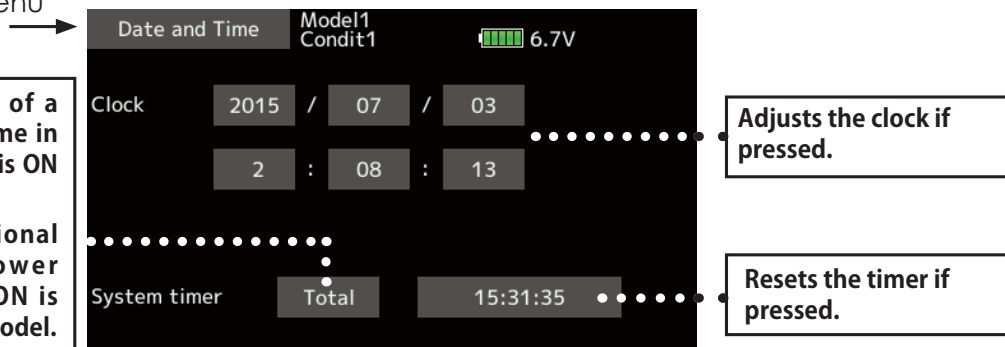 Date and Time
Model1
Condit1
6.7V
of a
me in
is ON
ional
ower
ON is
odel.
Clock
2015 / 07 / 03
2 : 08 : 13
System timer
Total
15:31:35
Adjusts the clock if
pressed.
Resets the timer if
pressed.